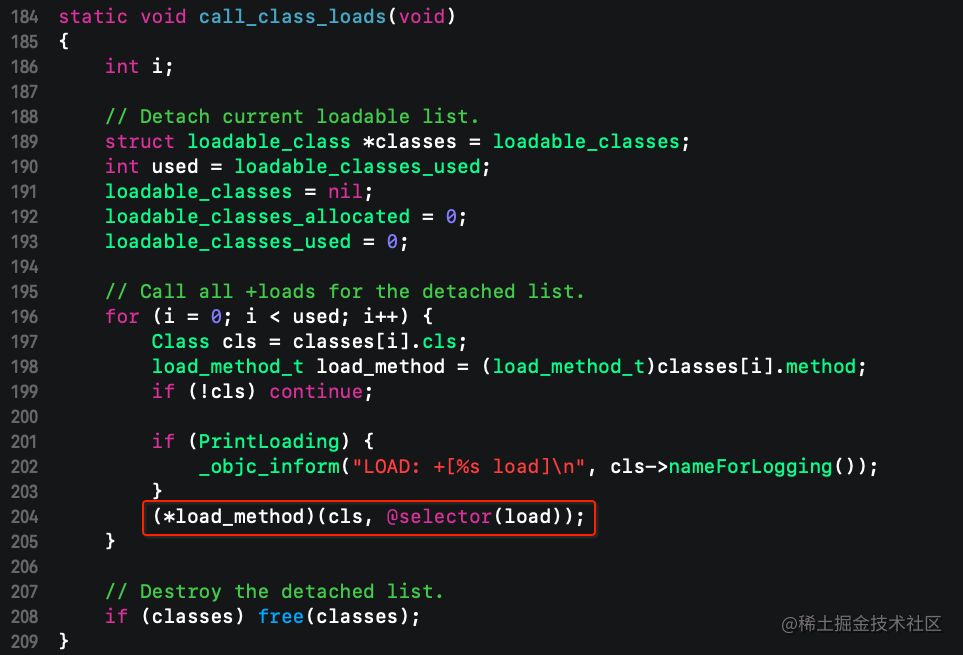 184 static void call_class_loads(void)
185 {
186     int i;
187
188     // Detach current loadable list.
189     struct loadable_class *classes = loadable_classes;
190     int used = loadable_classes_used;
191     loadable_classes = nil;
192     loadable_classes_allocated = 0;
193     loadable_classes_used = 0;
194
195     // Call all +loads for the detached list.
196     for (i = 0; i < used; i++) {
197         Class cls = classes[i].cls;
198         load_method_t load_method = (load_method_t)classes[i].method;
199         if (!cls) continue;
200
201         if (PrintLoading) {
202             _objc_inform("LOAD: +[%s load]\n", cls->nameForLogging());
203         }
204         (*load_method)(cls, @selector(load));
205     }
206
207     // Destroy the detached list.
208     if (classes) free(classes);
209 }
@稀土掘金技术社区